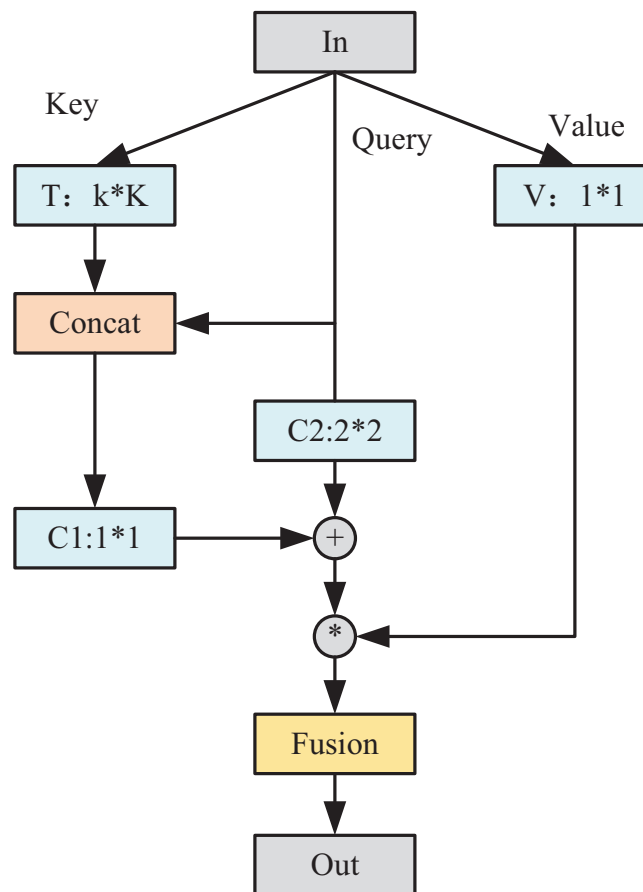 In
Key
Query
Value
T：k*K
V：1*1
Concat
C2:2*2
C1:1*1
+
*
Fusion
Out